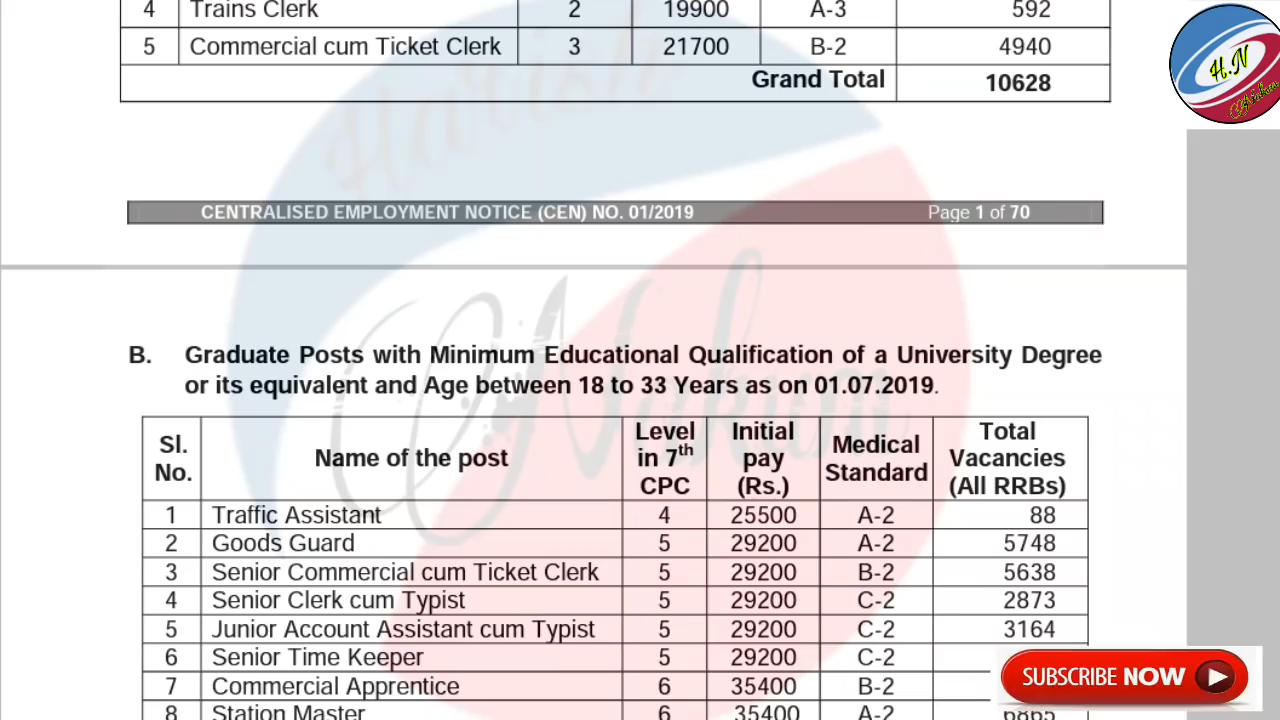 4 Trains Clerk 2 19900 A-3 592
5 Commercial cum Ticket Clerk 3 21700 B-2 4940
Grand Total 10628
H.N
CENTRALISED EMPLOYMENT NOTICE (CEN) NO. 01/2019 Page 1 of 70
B. Graduate Posts with Minimum Educational Qualification of a University Degree
or its equivalent and Age between 18 to 33 Years as on 01.07.2019.
Sl. No. Name of the post Level in 7th CPC Initial pay (Rs.) Medical Standard Total Vacancies (All RRBs)
1 Traffic Assistant 4 25500 A-2 88
2 Goods Guard 5 29200 A-2 5748
3 Senior Commercial cum Ticket Clerk 5 29200 B-2 5638
4 Senior Clerk cum Typist 5 29200 C-2 2873
5 Junior Account Assistant cum Typist 5 29200 C-2 3164
6 Senior Time Keeper 5 29200 C-2
7 Commercial Apprentice 6 35400 B-2
8 Station Master 6 35400 A-2 6865
SUBSCRIBE NOW